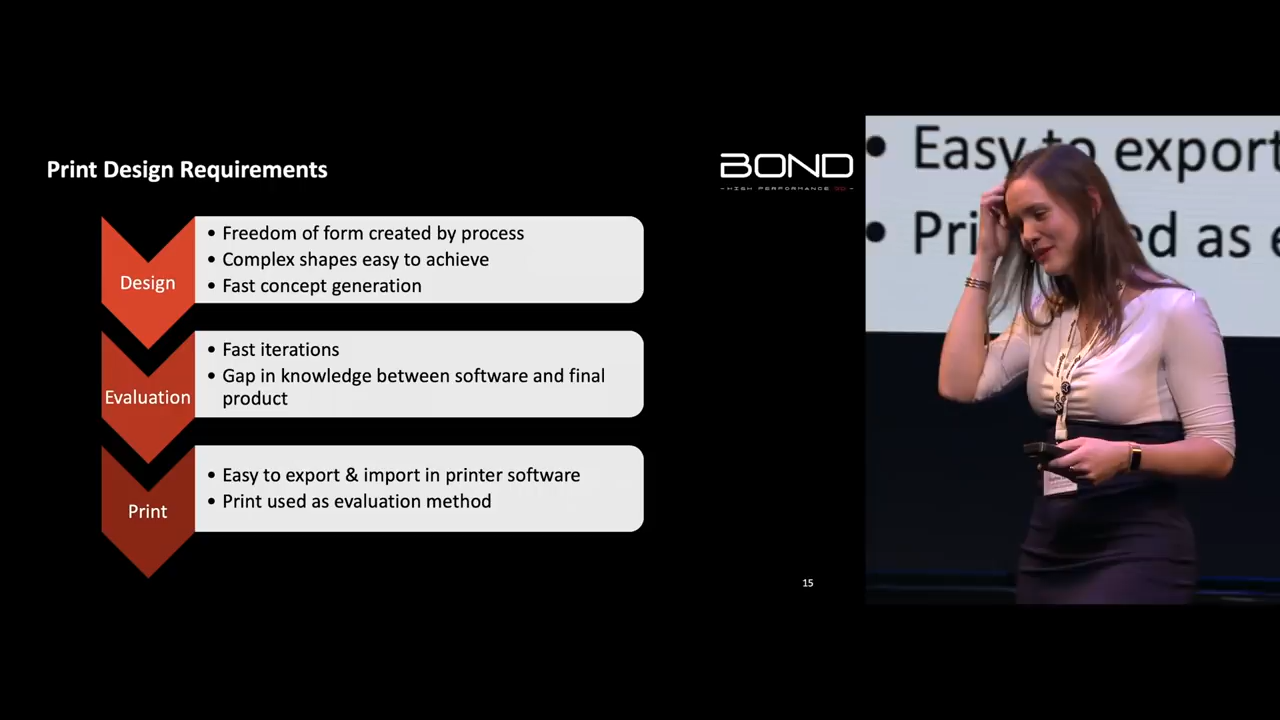 Print Design Requirements
BOND
HIGH PERFORMANCE
Design
• Freedom of form created by process
• Complex shapes easy to achieve
• Fast concept generation
Evaluation
• Fast iterations
• Gap in knowledge between software and final
product
Print
• Easy to export & import in printer software
• Print used as evaluation method
15
• Easy to export
• Pri ed as